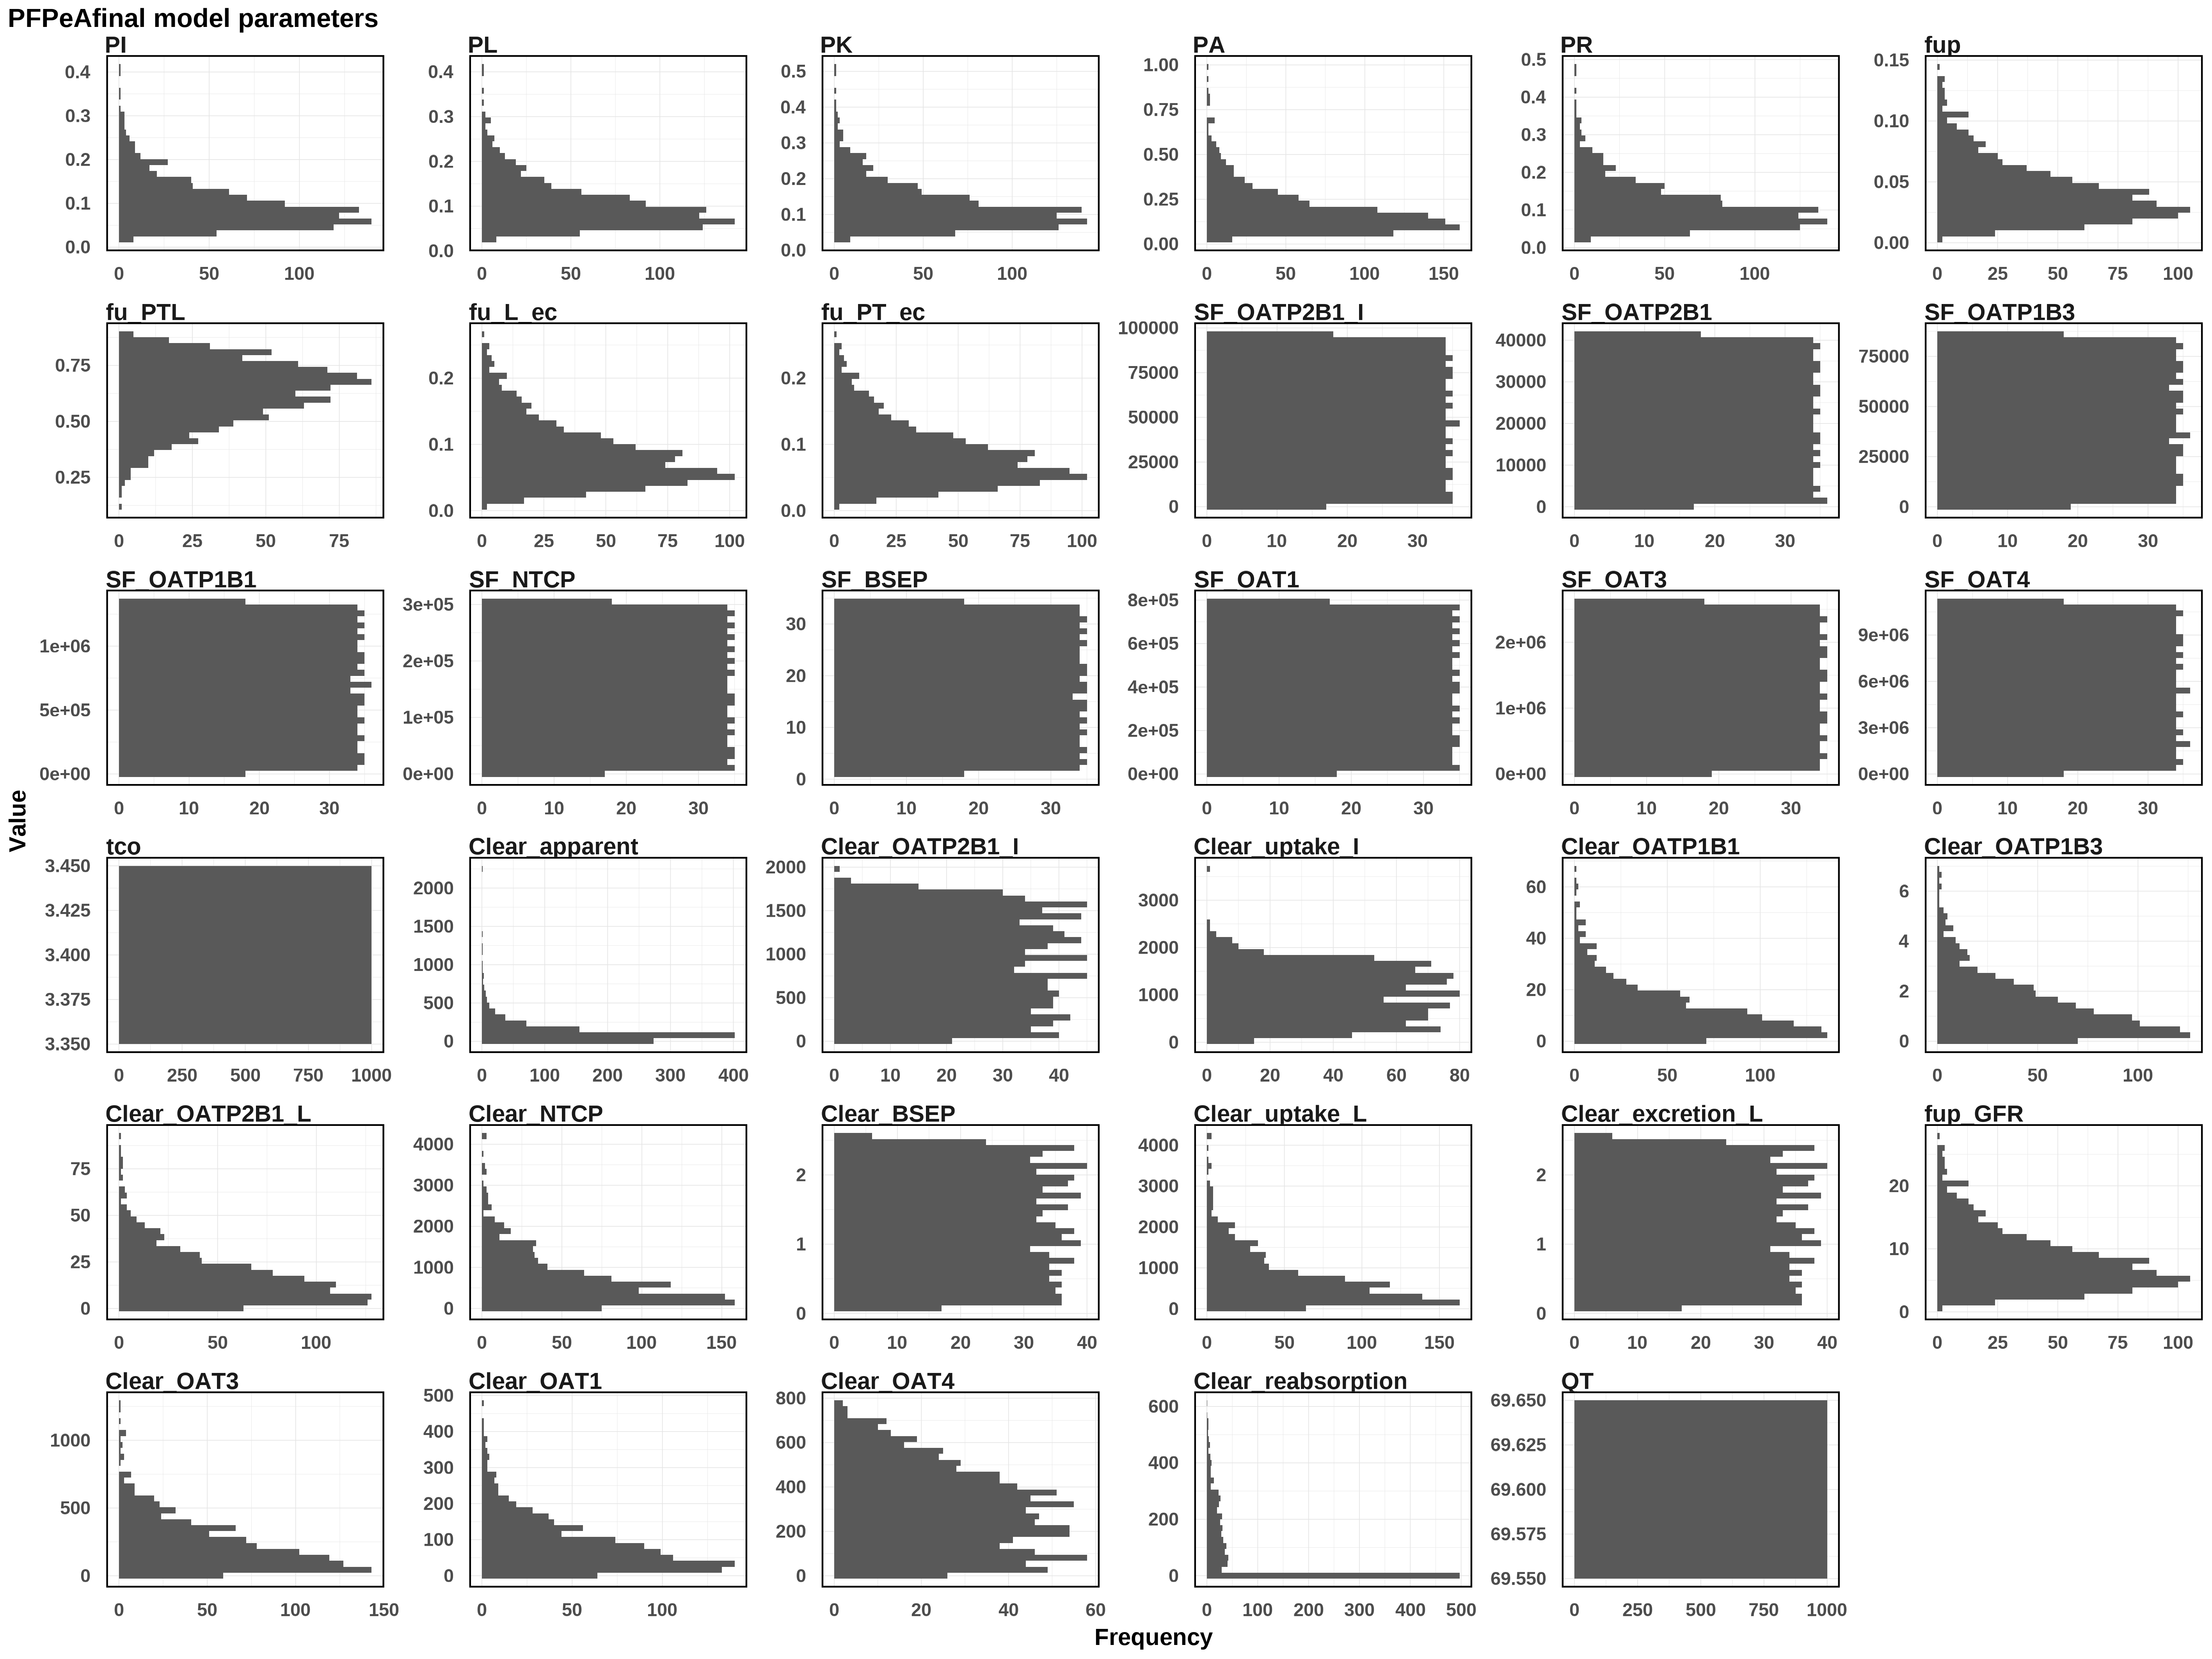 PFPeAfinal model parameters
PI PL PK PA PR fup
0.4 0.4 0.5 1.00 0.5 0.15
0.3 0.3 0.4 0.75 0.4 0.10
0.2 0.2 0.3 0.50 0.3 0.05
0.1 0.1 0.2 0.25 0.2 0.00
0.0 0.0 0.1 0.00 0.1
0.0 0.0
0 50 100 0 50 100 0 50 100 0 50 100 150 0 50 100 0 25 50 75 100
fu_PTL fu_L_ec fu_PT_ec SF_OATP2B1_I SF_OATP2B1 SF_OATP1B3
0.75 0.2 0.2 100000 40000 75000
0.50 0.1 0.1 75000 30000 50000
0.25 0.0 0.0 50000 20000 25000
25000 10000 0
0 0
0 25 50 75 0 25 50 75 100 0 25 50 75 100 0 10 20 30 0 10 20 30 0 10 20 30
SF_OATP1B1 SF_NTCP SF_BSEP SF_OAT1 SF_OAT3 SF_OAT4
1e+06 3e+05 30 8e+05 2e+06 9e+06
5e+05 2e+05 20 6e+05 1e+06 6e+06
0e+00 1e+05 10 4e+05 0e+00 3e+06
0e+00 0 2e+05 0e+00
0e+00
0 10 20 30 0 10 20 30 0 10 20 30 0 10 20 30 0 10 20 30 0 10 20 30
Value
tco Clear_apparent Clear_OATP2B1_I Clear_uptake_I Clear_OATP1B1 Clear_OATP1B3
3.450 2000 2000 3000 60 6
3.425 1500 1500 2000 40 4
3.400 1000 1000 1000 20 2
3.375 500 500 0 0 0
3.350 0 0
0 250 500 750 1000 0 100 200 300 400 0 10 20 30 40 0 20 40 60 80 0 50 100 0 50 100
Clear_OATP2B1_L Clear_NTCP Clear_BSEP Clear_uptake_L Clear_excretion_L fup_GFR
75 4000 2 4000 2 20
50 3000 1 3000 1 10
25 2000 0 2000 0 0
0 1000 1000
0 0
0 50 100 0 50 100 150 0 10 20 30 40 0 50 100 150 0 10 20 30 40 0 25 50 75 100
Clear_OAT3 Clear_OAT1 Clear_OAT4 Clear_reabsorption QT
1000 500 800 600 69.650
500 400 600 400 69.625
0 300 400 200 69.600
200 200 0 69.575
100 0 69.550
0
0 50 100 150 0 50 100 0 20 40 60 0 100 200 300 400 500 0 250 500 750 1000
Frequency